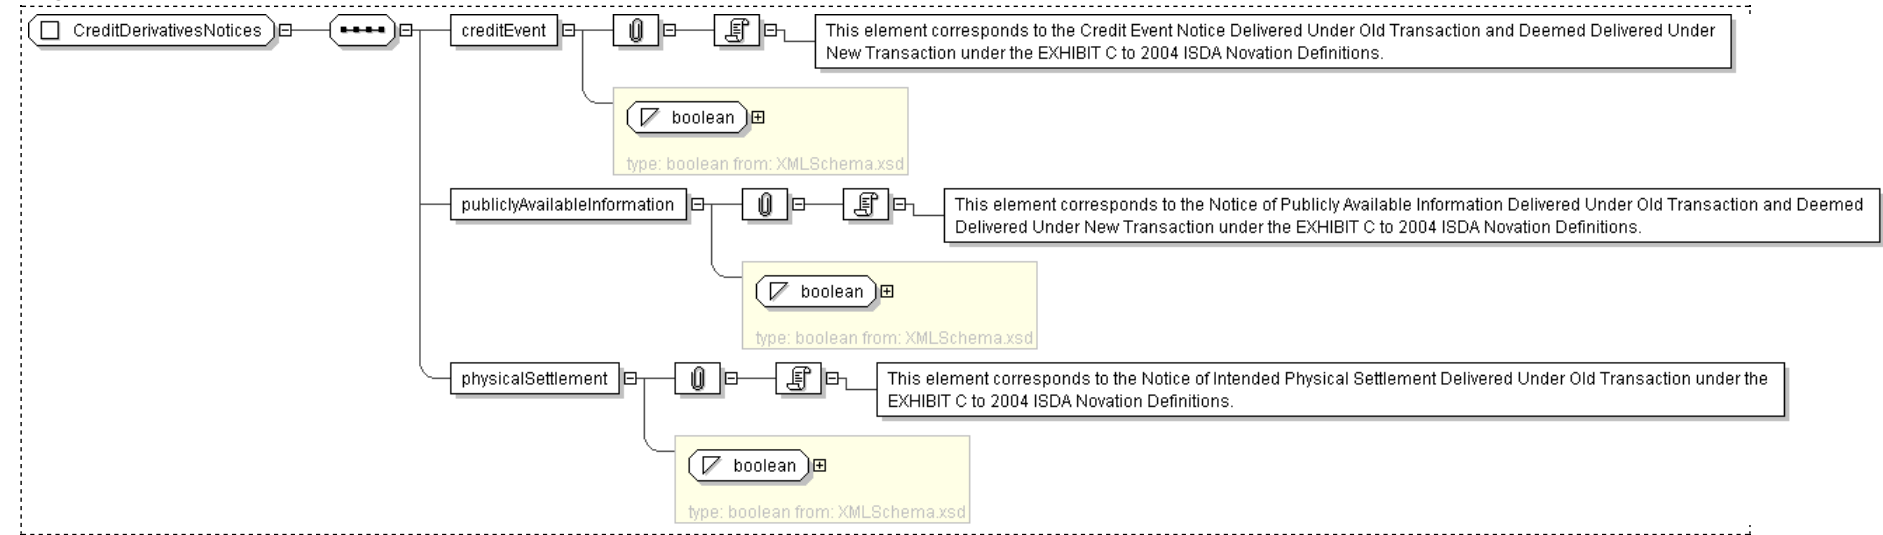 CreditDerivativesNotices
creditEvent
This element corresponds to the Credit Event Notice Delivered Under Old Transaction and Deemed Delivered Under
New Transaction under the EXHIBIT C to 2004 ISDA Novation Definitions.
boolean
type: boolean from: XMLSchema.xsd
publiclyAvailableInformation
This element corresponds to the Notice of Publicly Available Information Delivered Under Old Transaction and Deemed
Delivered Under New Transaction under the EXHIBIT C to 2004 ISDA Novation Definitions.
boolean
type: boolean from: XMLSchema.xsd
physicalSettlement
This element corresponds to the Notice of Intended Physical Settlement Delivered Under Old Transaction under the
EXHIBIT C to 2004 ISDA Novation Definitions.
boolean
type: boolean from: XMLSchema.xsd